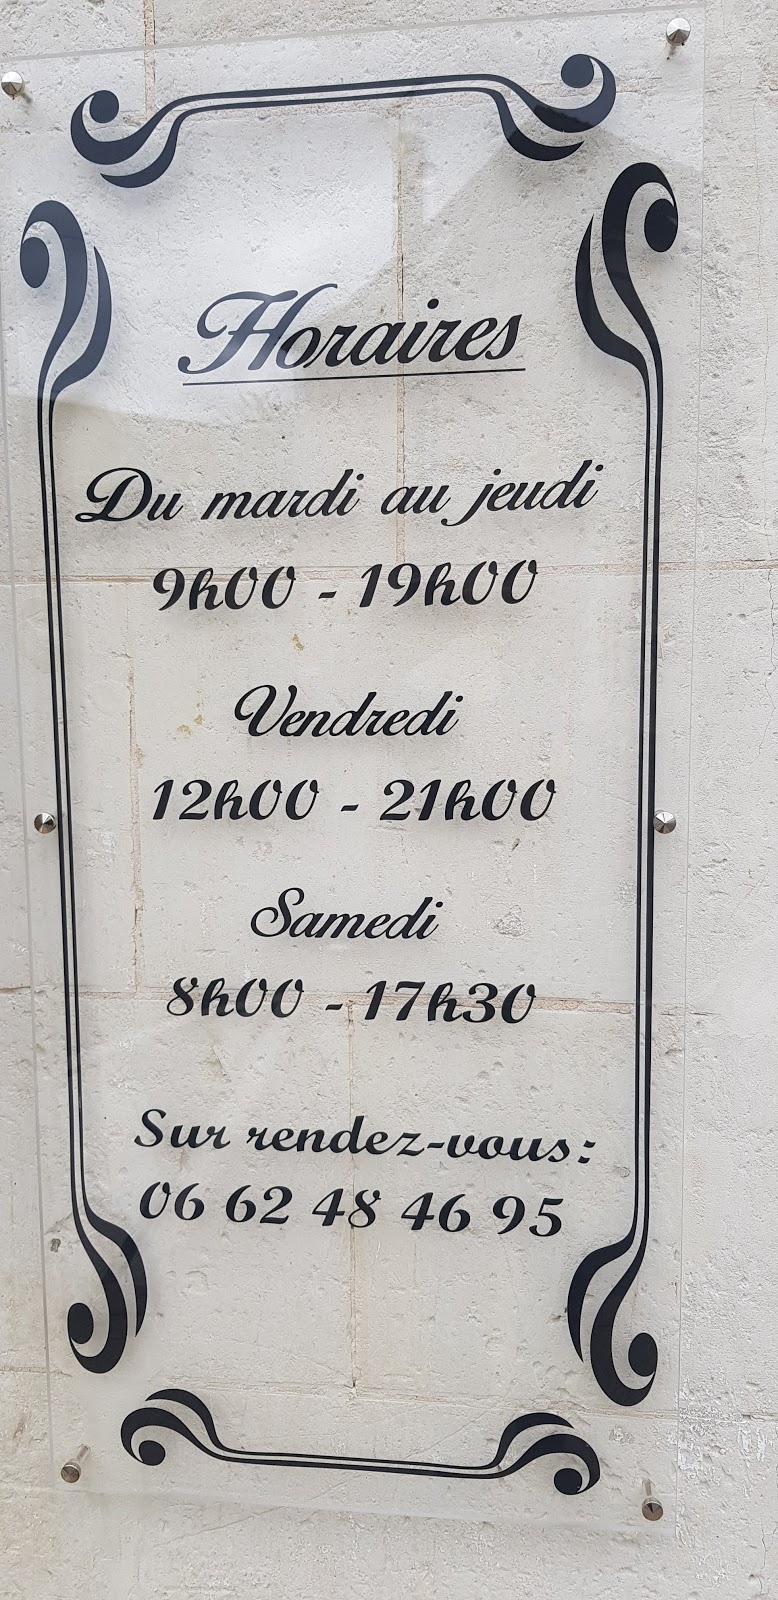 Horaires
Du mardi au jeudi
9h00 - 19h00
Vendredi
12h00 - 21h00
Samedi
8h00 - 17h30
Sur rendez-vous:
06 62 48 46 95